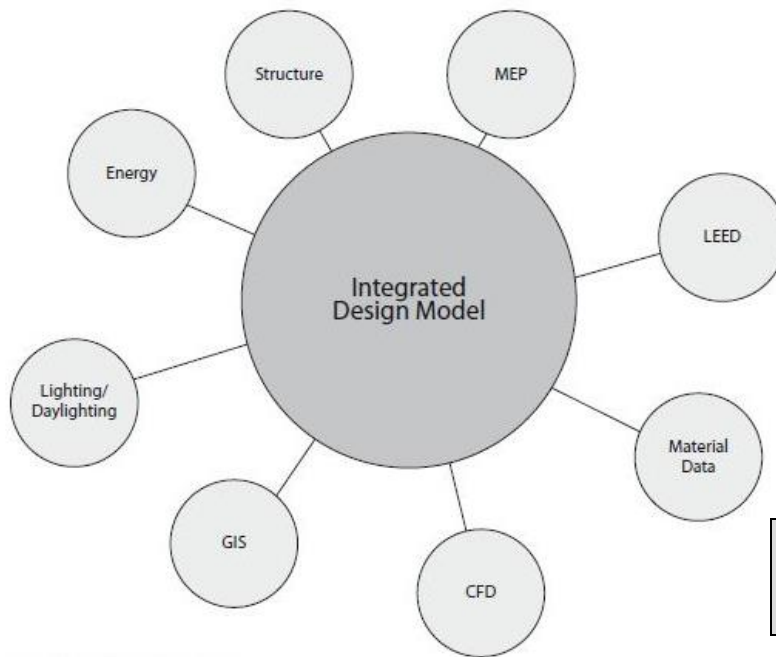 Structure
MEP
Energy
LEED
Integrated
Design Model
Lighting/
Daylighting
Material
Data
GIS
CFD